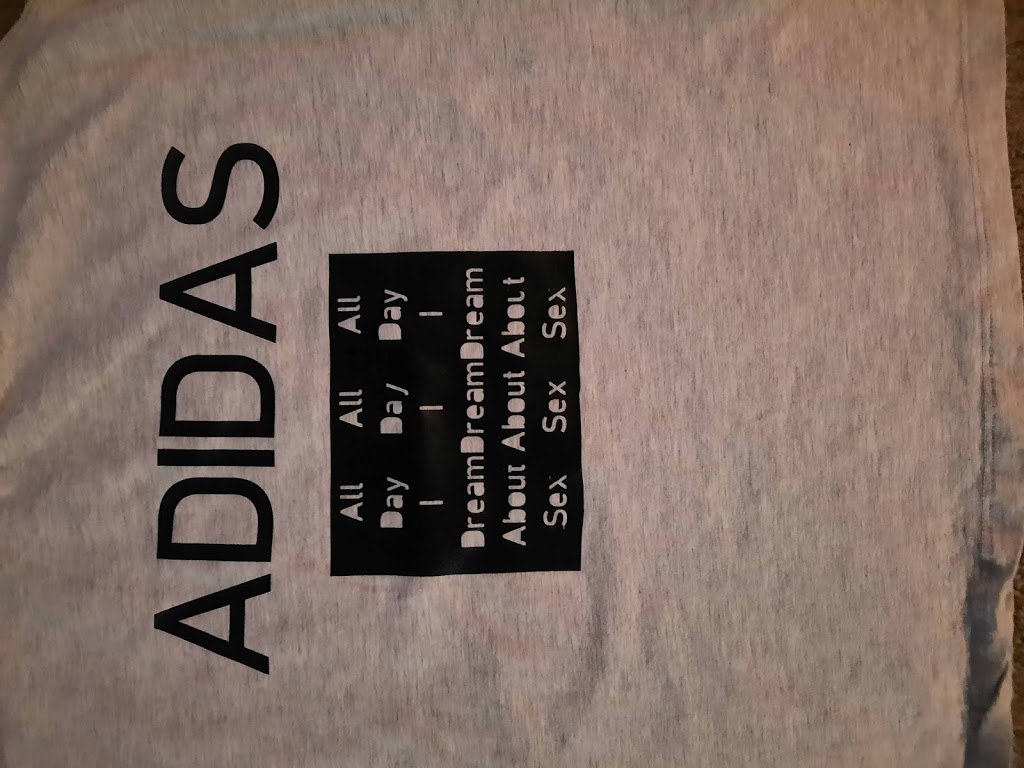 ADIDAS
All All All
Day Day Day
I I I
DreamDreamDream
About About About
Sex Sex Sex